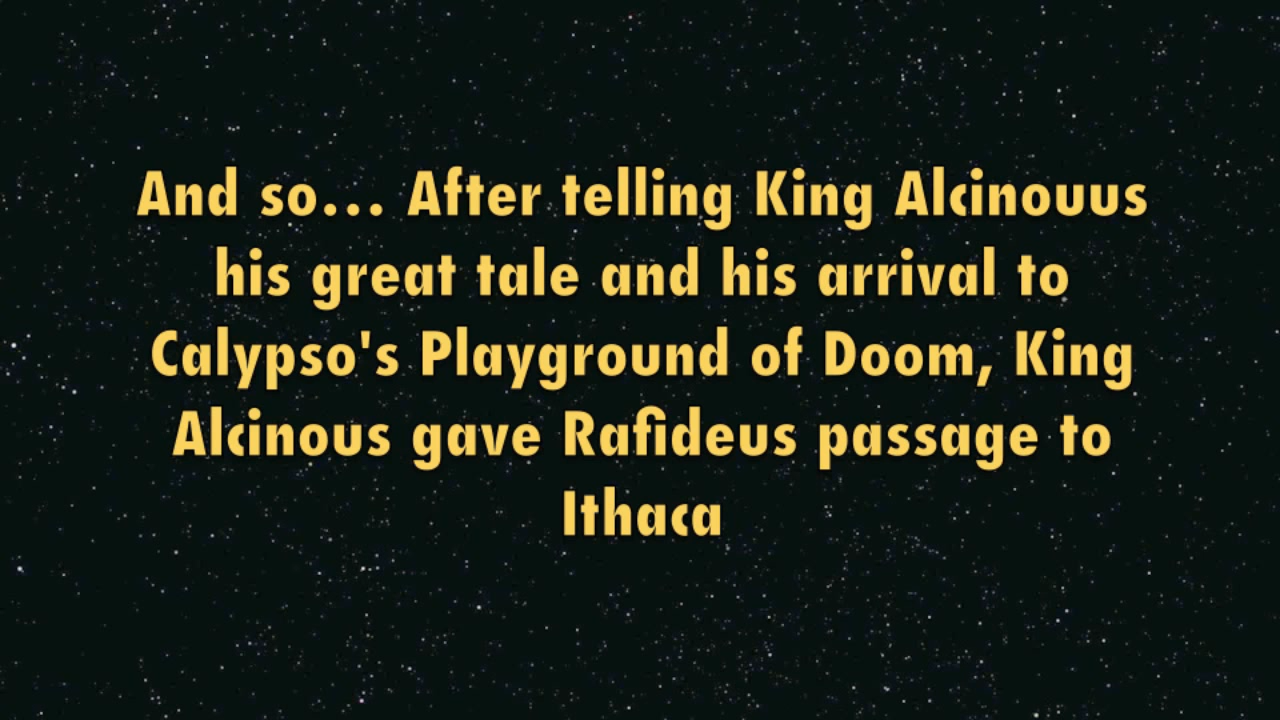 And so... After telling King Alcinouus
his great tale and his arrival to
Calypso's Playground of Doom, King
Alcinous gave Rafideus passage to
Ithaca